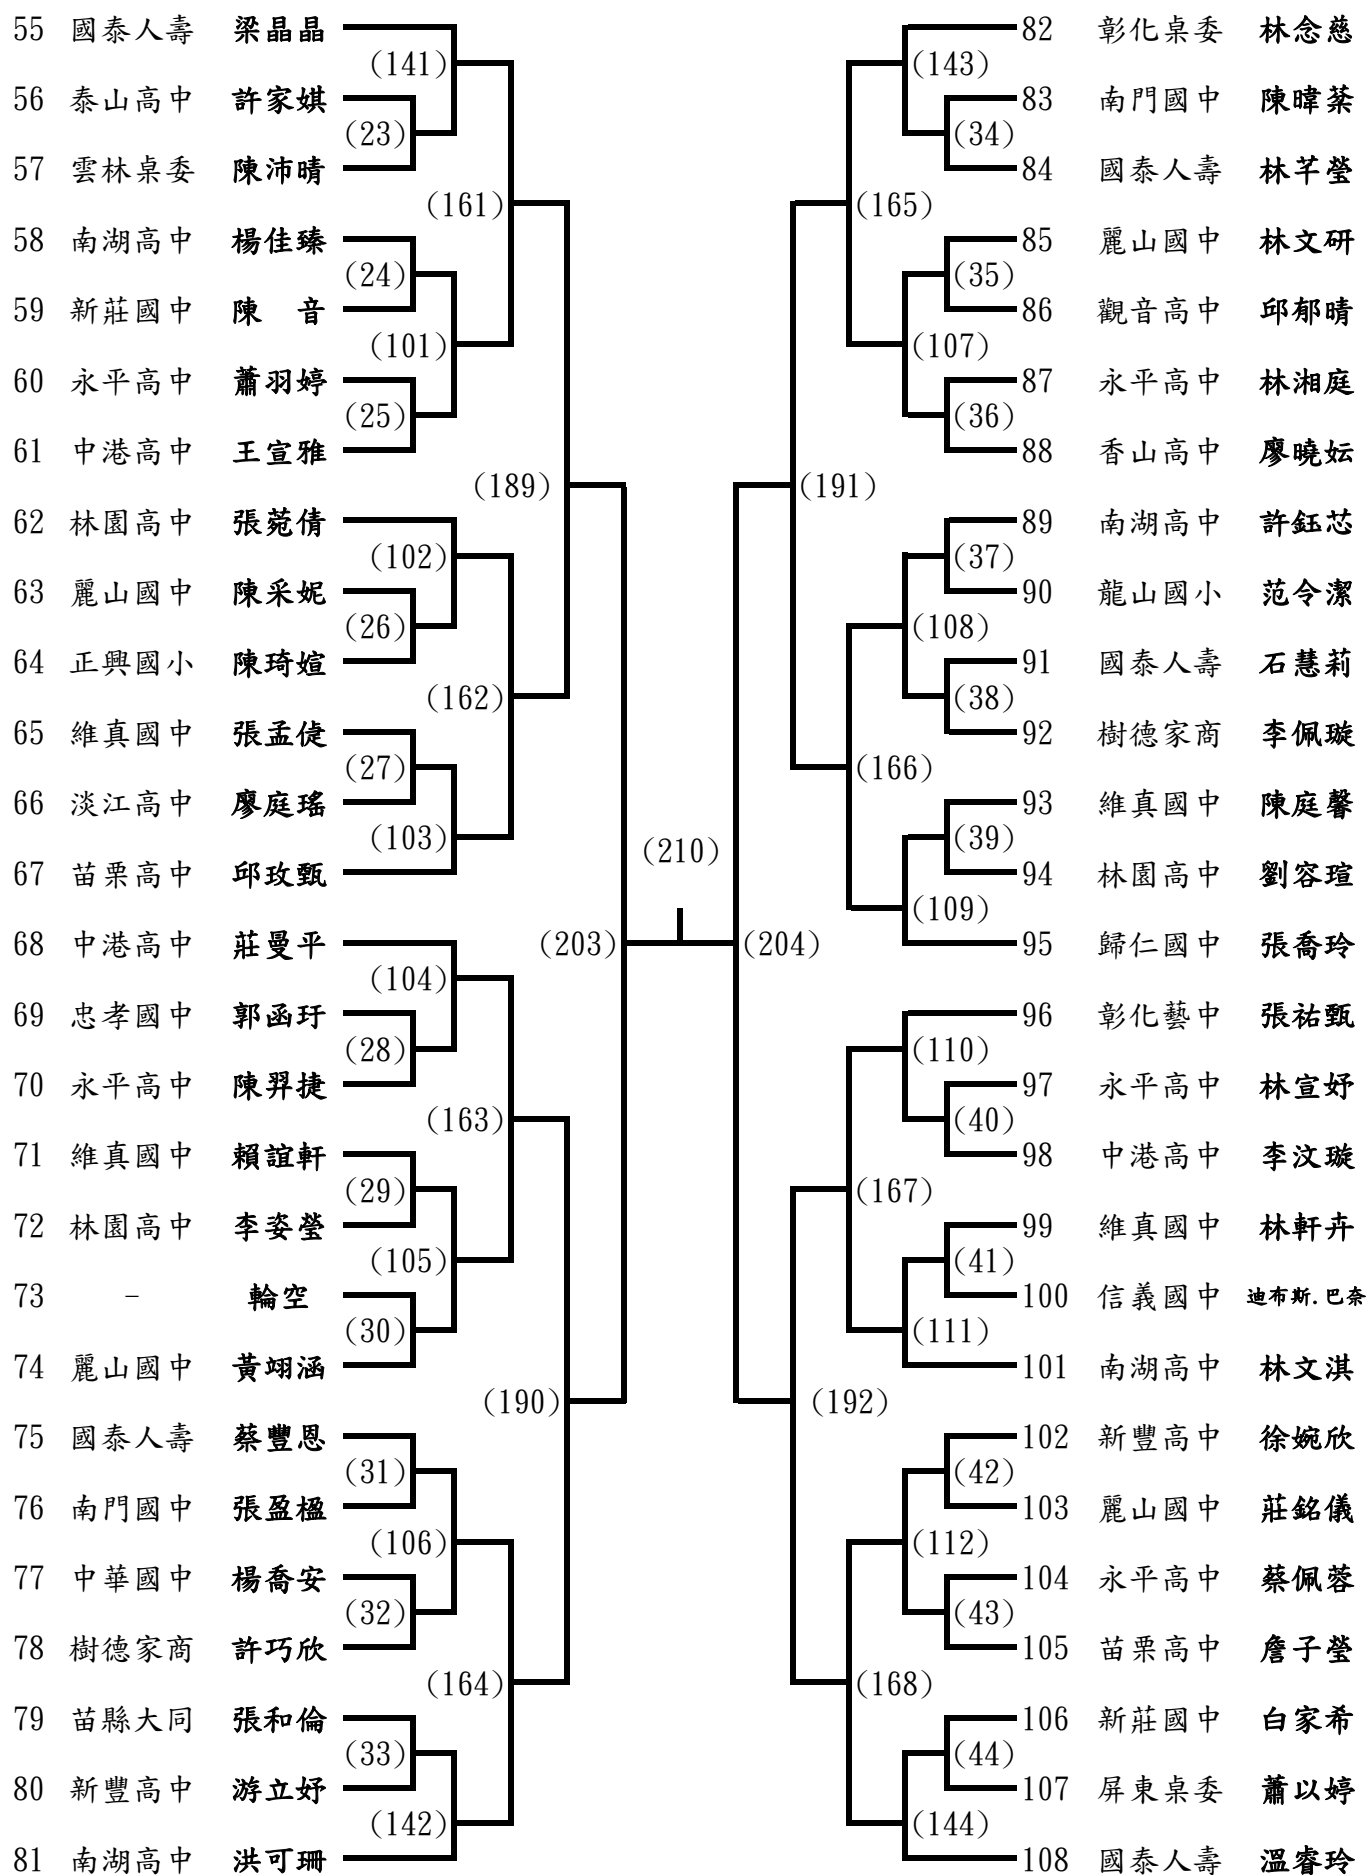 55 國泰人壽 梁晶晶
(141)
56 泰山高中 許家媜
(23)
57 雲林桌委 陳沛晴
(161)
58 南湖高中 楊佳臻
(24)
59 新莊國中 陳 音
(101)
60 永平高中 蕭羽婷
(25)
61 中港高中 王宣雅
(189)
62 林園高中 張菀倩
(102)
63 麗山國中 陳采妮
(26)
64 正興國小 陳琦媗
(162)
65 維真國中 張孟倢
(27)
66 淡江高中 廖庭瑤
(103)
67 苗栗高中 邱玫甄
(203)
68 中港高中 莊曼平
(104)
69 忠孝國中 郭函玗
(28)
70 永平高中 陳羿捷
(163)
71 維真國中 賴誼軒
(29)
72 林園高中 李姿瑩
(105)
73 - 輪空
(30)
74 麗山國中 黃翊涵
(190)
75 國泰人壽 蔡豐恩
(31)
76 南門國中 張盈楹
(106)
77 中華國中 楊喬安
(32)
78 樹德家商 許巧欣
(164)
79 苗縣大同 張和倫
(33)
80 新豐高中 游立妤
(142)
81 南湖高中 洪可珊
(210)
82 彰化桌委 林念慈
(143)
83 南門國中 陳暐棻
(34)
84 國泰人壽 林芊瑩
(165)
85 麗山國中 林文研
(35)
86 觀音高中 邱郁晴
(107)
87 永平高中 林湘庭
(36)
88 香山高中 廖曉妘
(191)
89 南湖高中 許鈺芯
(37)
90 龍山國小 范令潔
(108)
91 國泰人壽 石慧莉
(38)
92 樹德家商 李佩璇
(166)
93 維真國中 陳庭馨
(39)
94 林園高中 劉容瑄
(109)
95 歸仁國中 張喬玲
(204)
96 彰化藝中 張祐甄
(110)
97 永平高中 林宣妤
(40)
98 中港高中 李汶璇
(167)
99 維真國中 林軒卉
(41)
100 信義國中 迪布斯.巴奈
(111)
101 南湖高中 林文淇
(192)
102 新豐高中 徐婉欣
(42)
103 麗山國中 莊銘儀
(112)
104 永平高中 蔡佩蓉
(43)
105 苗栗高中 詹子瑩
(168)
106 新莊國中 白家希
(44)
107 屏東桌委 蕭以婷
(144)
108 國泰人壽 溫睿玲